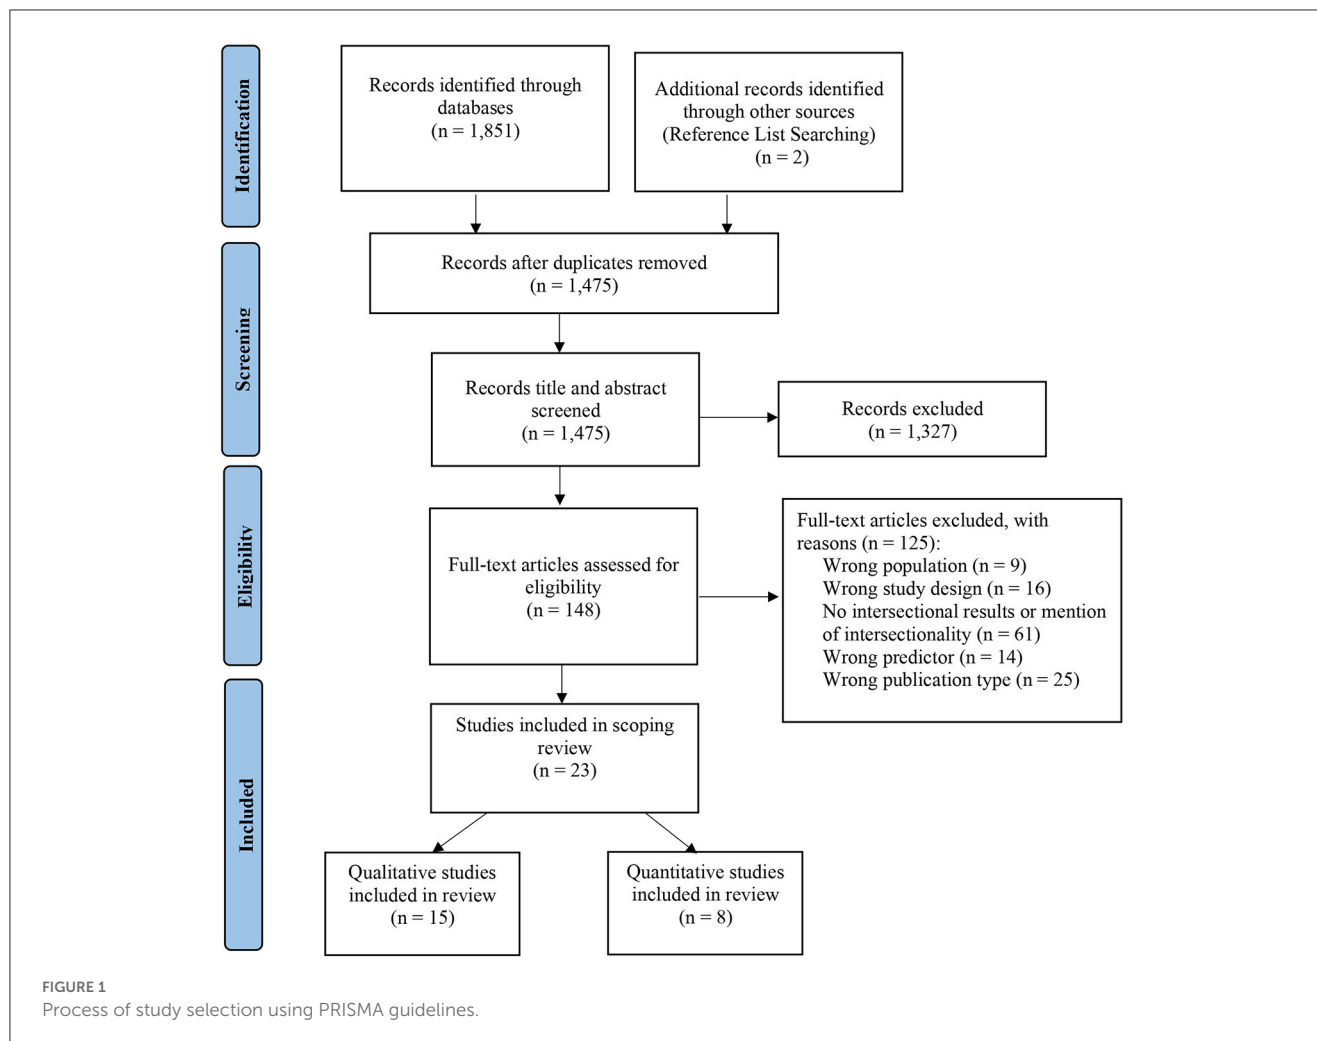 Identification
Records identified through
databases
(n = 1,851)
Additional records identified
through other sources
(Reference List Searching)
(n = 2)
Screening
Records after duplicates removed
(n = 1,475)
Records title and abstract
screened
(n = 1,475)
Records excluded
(n = 1,327)
Eligibility
Full-text articles assessed for
eligibility
(n = 148)
Full-text articles excluded, with
reasons (n = 125):
Wrong population (n = 9)
Wrong study design (n = 16)
No intersectional results or mention
of intersectionality (n = 61)
Wrong predictor (n = 14)
Wrong publication type (n = 25)
Included
Studies included in scoping
review
(n = 23)
Qualitative studies
included in review
(n = 15)
Quantitative studies
included in review
(n = 8)
FIGURE 1
Process of study selection using PRISMA guidelines.